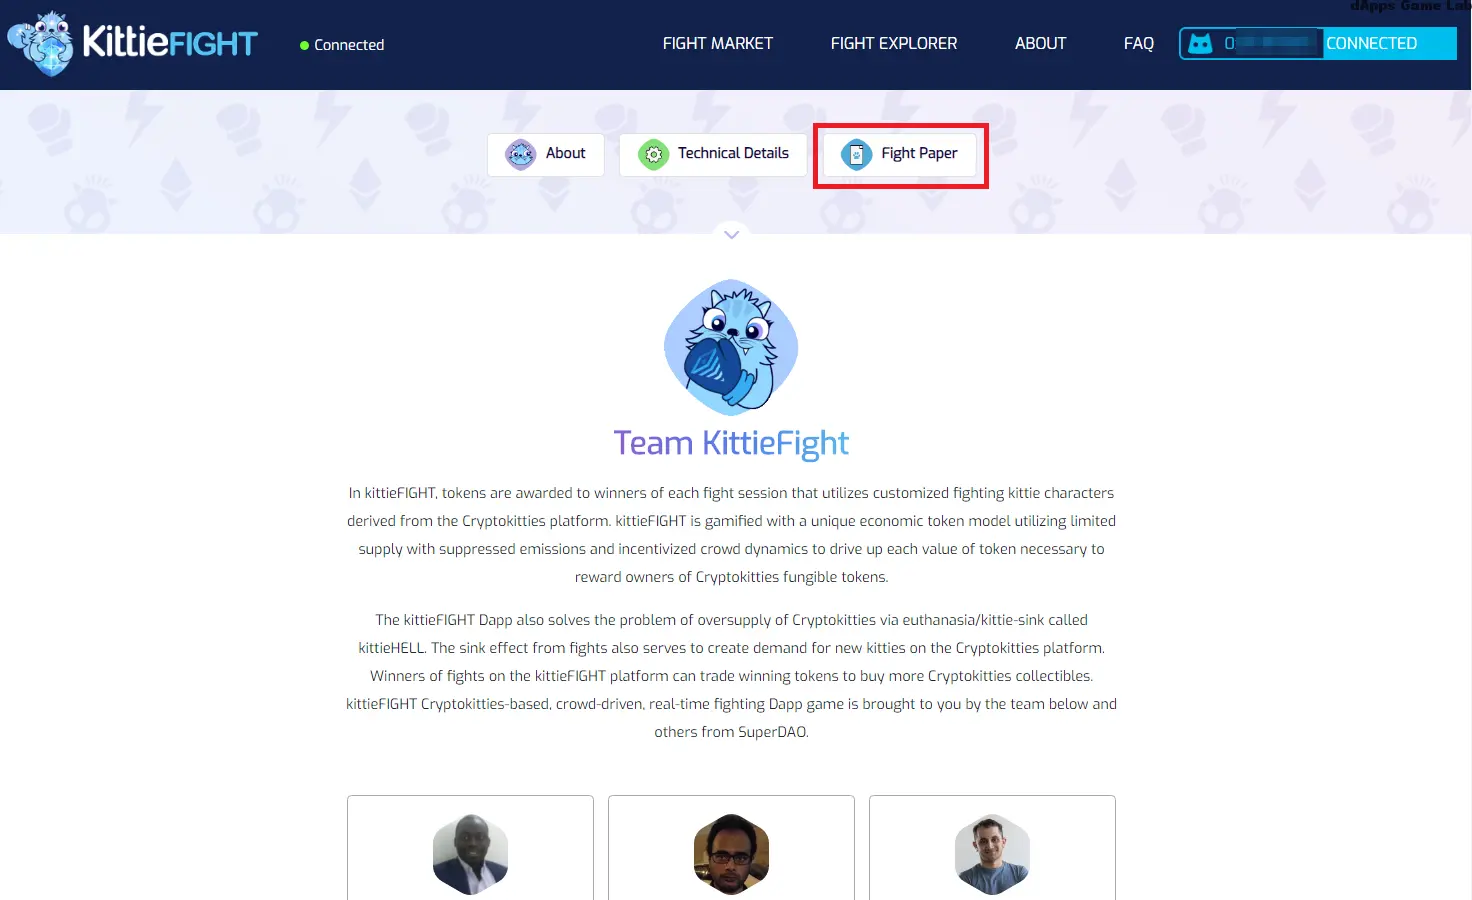 dApps Game Lab
KittieFIGHT
Connected
FIGHT MARKET
FIGHT EXPLORER
ABOUT
FAQ
CONNECTED
About
Technical Details
Fight Paper
Team KittieFight
In kittieFIGHT, tokens are awarded to winners of each fight session that utilizes customized fighting kittie characters
derived from the Cryptokitties platform. kittieFIGHT is gamified with a unique economic token model utilizing limited
supply with suppressed emissions and incentivized crowd dynamics to drive up each value of token necessary to
reward owners of Cryptokitties fungible tokens.
The kittieFIGHT Dapp also solves the problem of oversupply of Cryptokitties via euthanasia/kittie-sink called
kittieHELL. The sink effect from fights also serves to create demand for new kitties on the Cryptokitties platform.
Winners of fights on the kittieFIGHT platform can trade winning tokens to buy more Cryptokitties collectibles.
kittieFIGHT Cryptokitties-based, crowd-driven, real-time fighting Dapp game is brought to you by the team below and
others from SuperDAO.